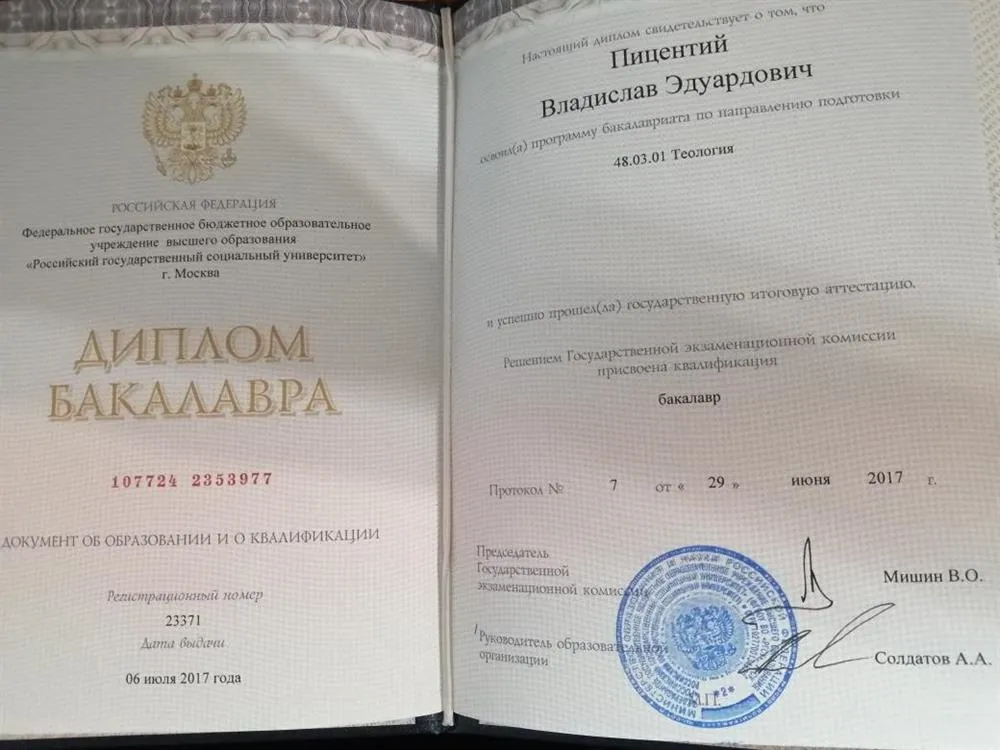 РОССИЙСКАЯ ФЕДЕРАЦИЯ
Федеральное государственное бюджетное образовательное
учреждение высшего образования
«Российский государственный социальный университет»
г. Москва
ДИПЛОМ
БАКАЛАВРА
107724 2353977
ДОКУМЕНТ ОБ ОБРАЗОВАНИИ И О КВАЛИФИКАЦИИ
Регистрационный номер
23371
Дата выдачи
06 июля 2017 года
Настоящий диплом свидетельствует о том, что
Пицентий
Владислав Эдуардович
освоил(а) программу бакалавриата по направлению подготовки
48.03.01 Теология
и успешно прошел(ла) государственную итоговую аттестацию.
Решением Государственной экзаменационной комиссии
присвоена квалификация
бакалавр
Протокол № 7 от « 29 » июня 2017 г.
Председатель
Государственной
экзаменационной комиссии
Мишин В.О.
Руководитель образовательной
организации
Солдатов А.А.
М.П.
*2*